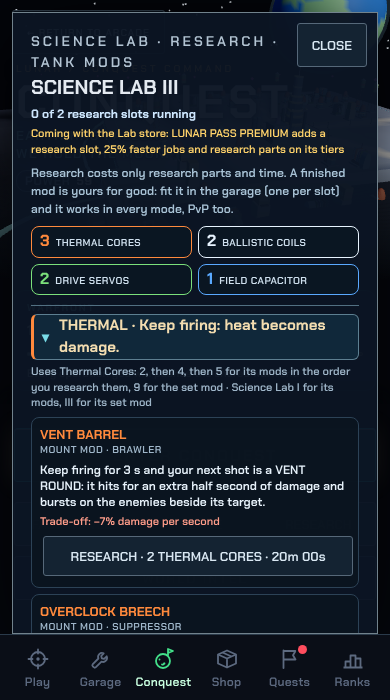 SCIENCE LAB · RESEARCH ·
TANK MODS
CLOSE
SCIENCE LAB III
0 of 2 research slots running
Coming with the Lab store: LUNAR PASS PREMIUM adds a
research slot, 25% faster jobs and research parts on its tiers
Research costs only research parts and time. A finished
mod is yours for good: fit it in the garage (one per slot)
and it works in every mode, PvP too.
3 THERMAL CORES
2 BALLISTIC COILS
2 DRIVE SERVOS
1 FIELD CAPACITOR
▼ THERMAL · Keep firing: heat becomes
damage.
Uses Thermal Cores: 2, then 4, then 5 for its mods in the order
you research them, 9 for the set mod · Science Lab I for its
mods, III for its set mod
VENT BARREL
MOUNT MOD · BRAWLER
Keep firing for 3 s and your next shot is a VENT
ROUND: it hits for an extra half second of damage and
bursts on the enemies beside its target.
Trade-off: −7% damage per second
RESEARCH · 2 THERMAL CORES · 20m 00s
OVERCLOCK BREECH
MOUNT MOD · SUPPRESSOR
Play
Garage
Conquest
Shop
Quests
Ranks